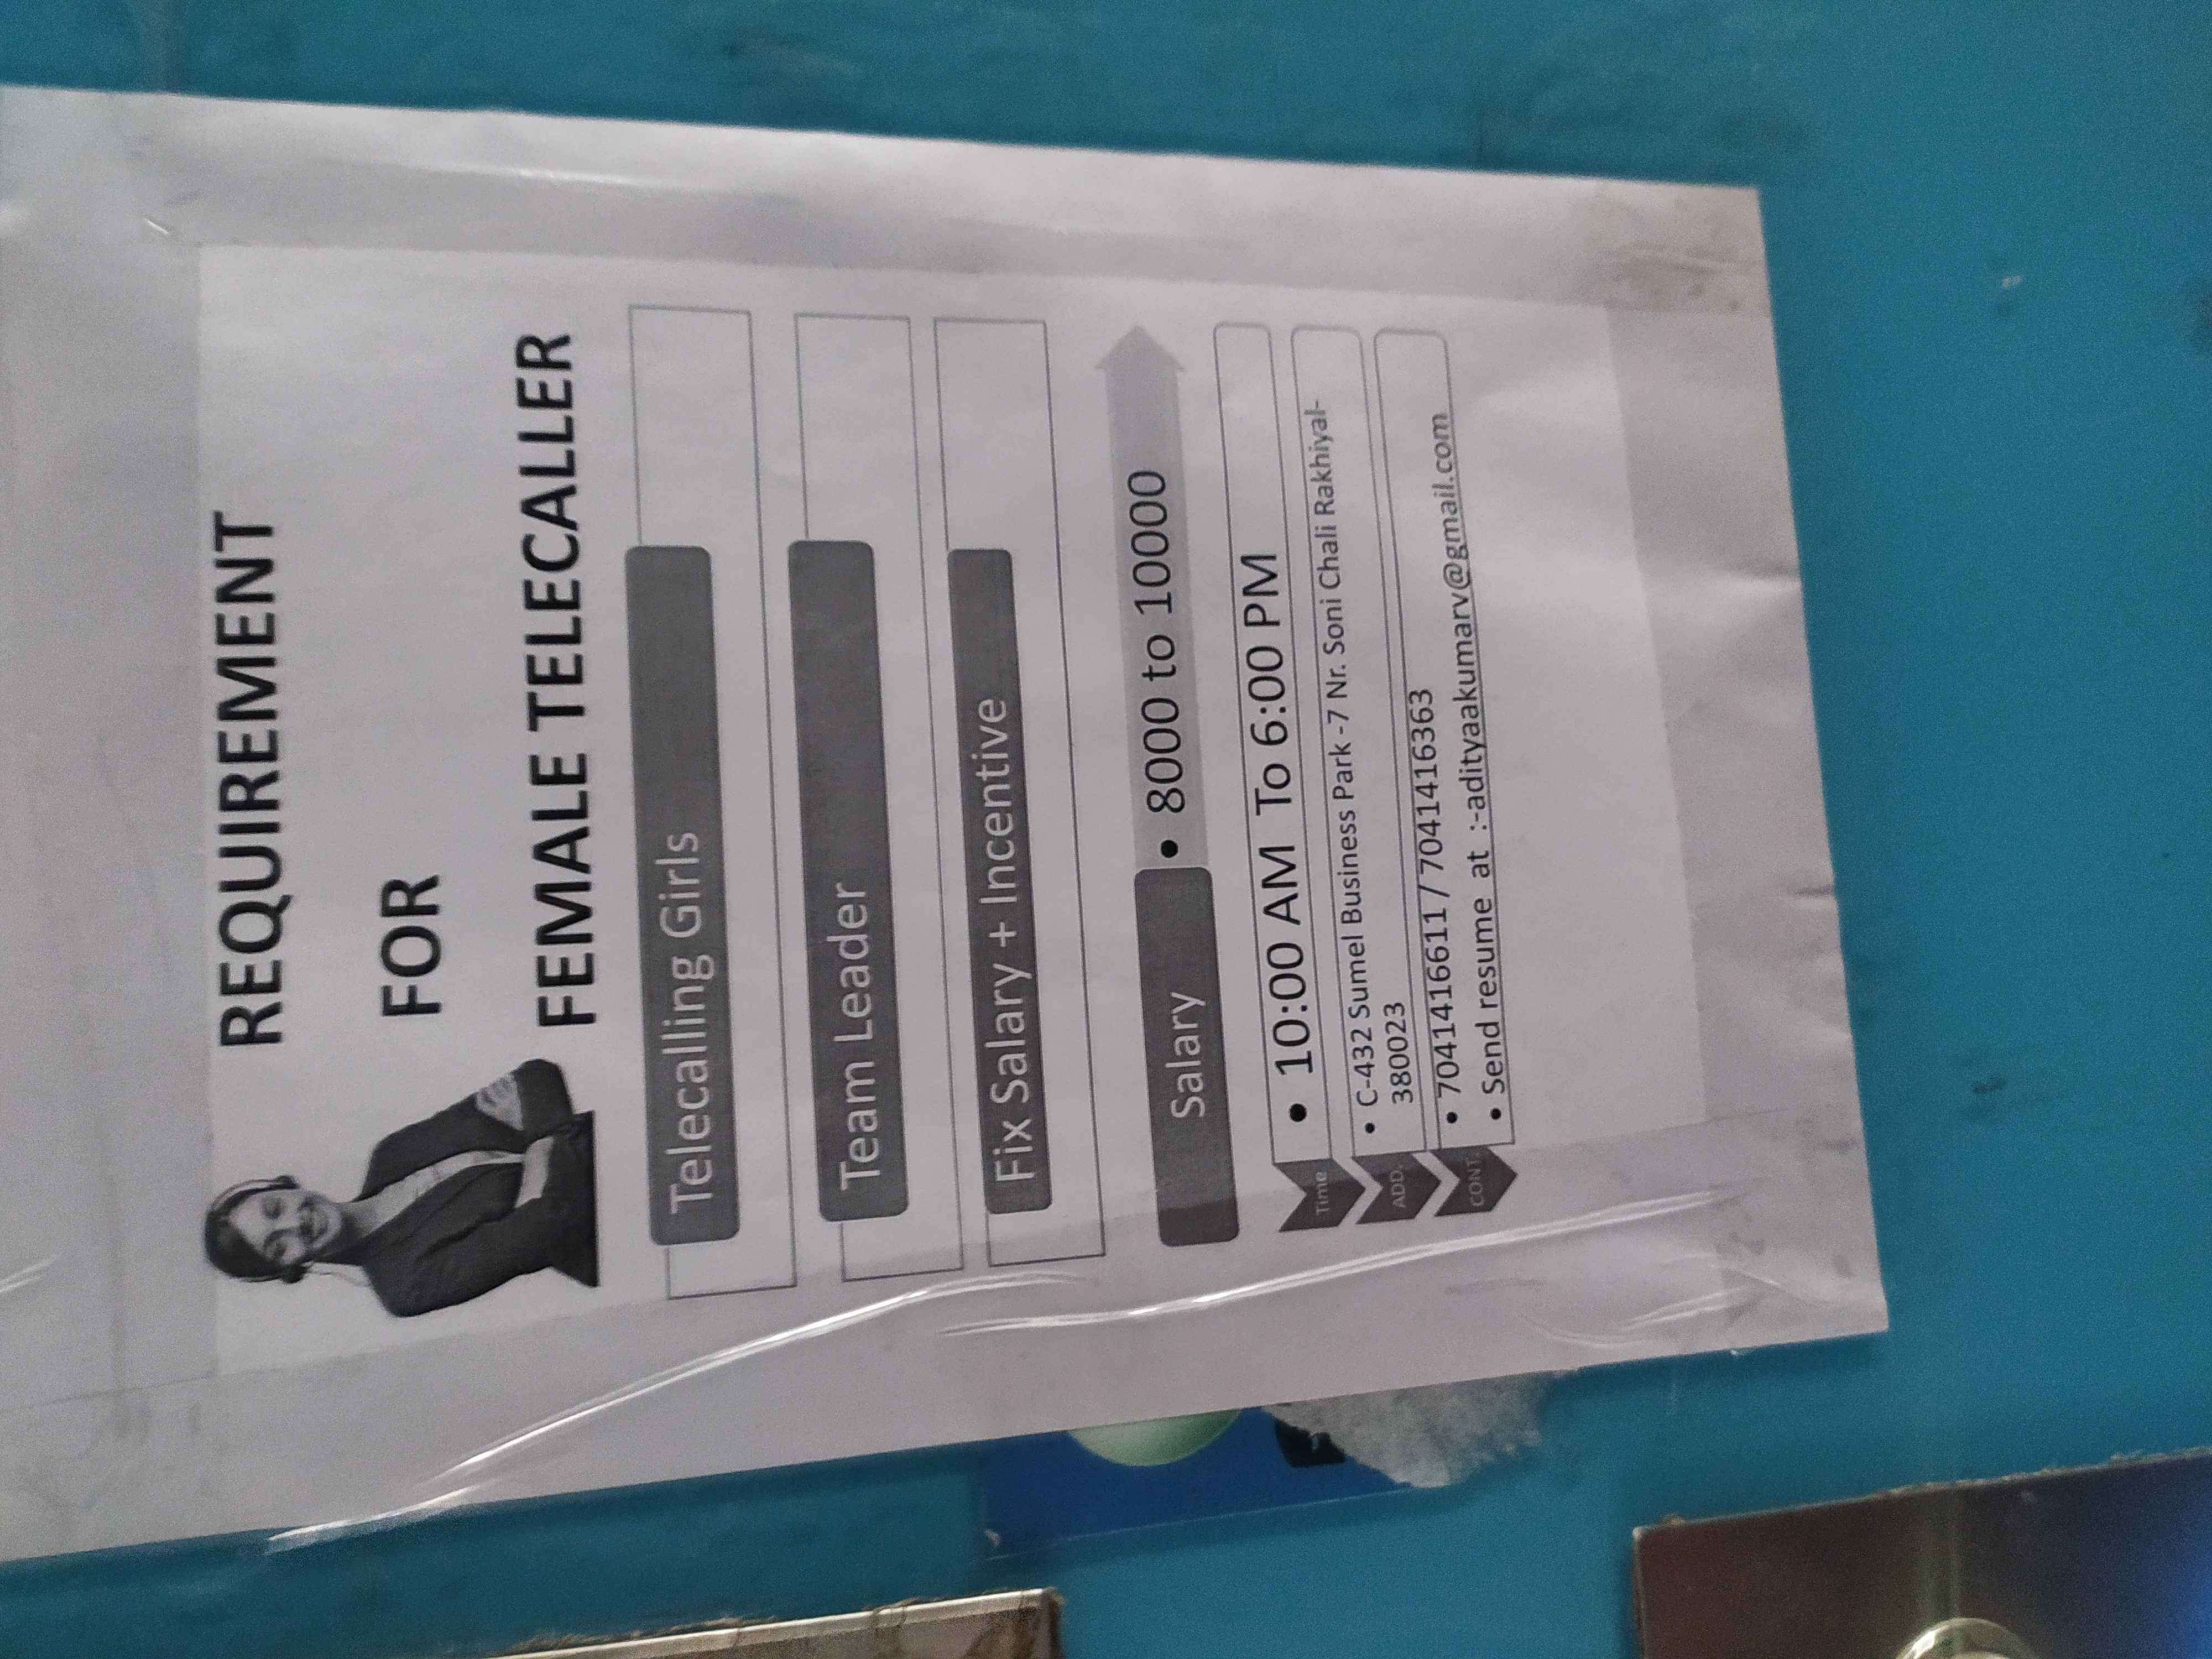 REQUIREMENT
FOR
FEMALE TELECALLER
Telecalling Girls
Team Leader
Fix Salary + Incentive
Salary
• 8000 to 10000
Time
• 10:00 AM To 6:00 PM
ADD.
• C-432 Sumel Business Park -7 Nr. Soni Chali Rakhiyal-
380023
CONT.
• 7041416611 / 7041416363
• Send resume at :-adityaakumarv@gmail.com